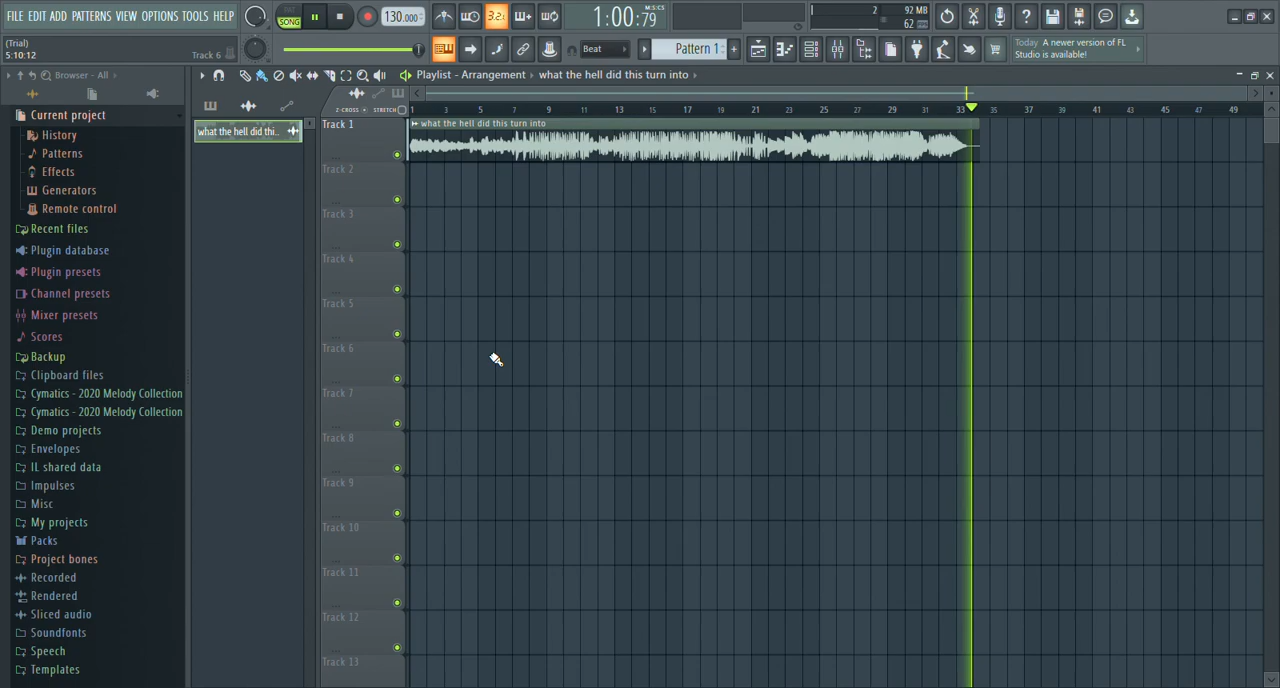 FILE EDIT ADD PATTERNS VIEW OPTIONS TOOLS HELP
PAT
SONG
130.000
3.2.
1:00:79
M:S:CS
2
92 MB
62
(Trial)
5:10:12
Track 6
Beat
Pattern 1
Today A newer version of FL
Studio is available!
Browser - All
Playlist - Arrangement › what the hell did this turn into ›
Z-CROSS STRETCH
1 3 5 7 9 11 13 15 17 19 21 23 25 27 29 31 33 35 37 39 41 43 45 47 49
Current project
History
Patterns
Effects
Generators
Remote control
Recent files
Plugin database
Plugin presets
Channel presets
Mixer presets
Scores
Backup
Clipboard files
Cymatics - 2020 Melody Collection
Cymatics - 2020 Melody Collection
Demo projects
Envelopes
IL shared data
Impulses
Misc
My projects
Packs
Project bones
Recorded
Rendered
Sliced audio
Soundfonts
Speech
Templates
what the hell did thi..
Track 1
what the hell did this turn into
Track 2
Track 3
Track 4
Track 5
Track 6
Track 7
Track 8
Track 9
Track 10
Track 11
Track 12
Track 13